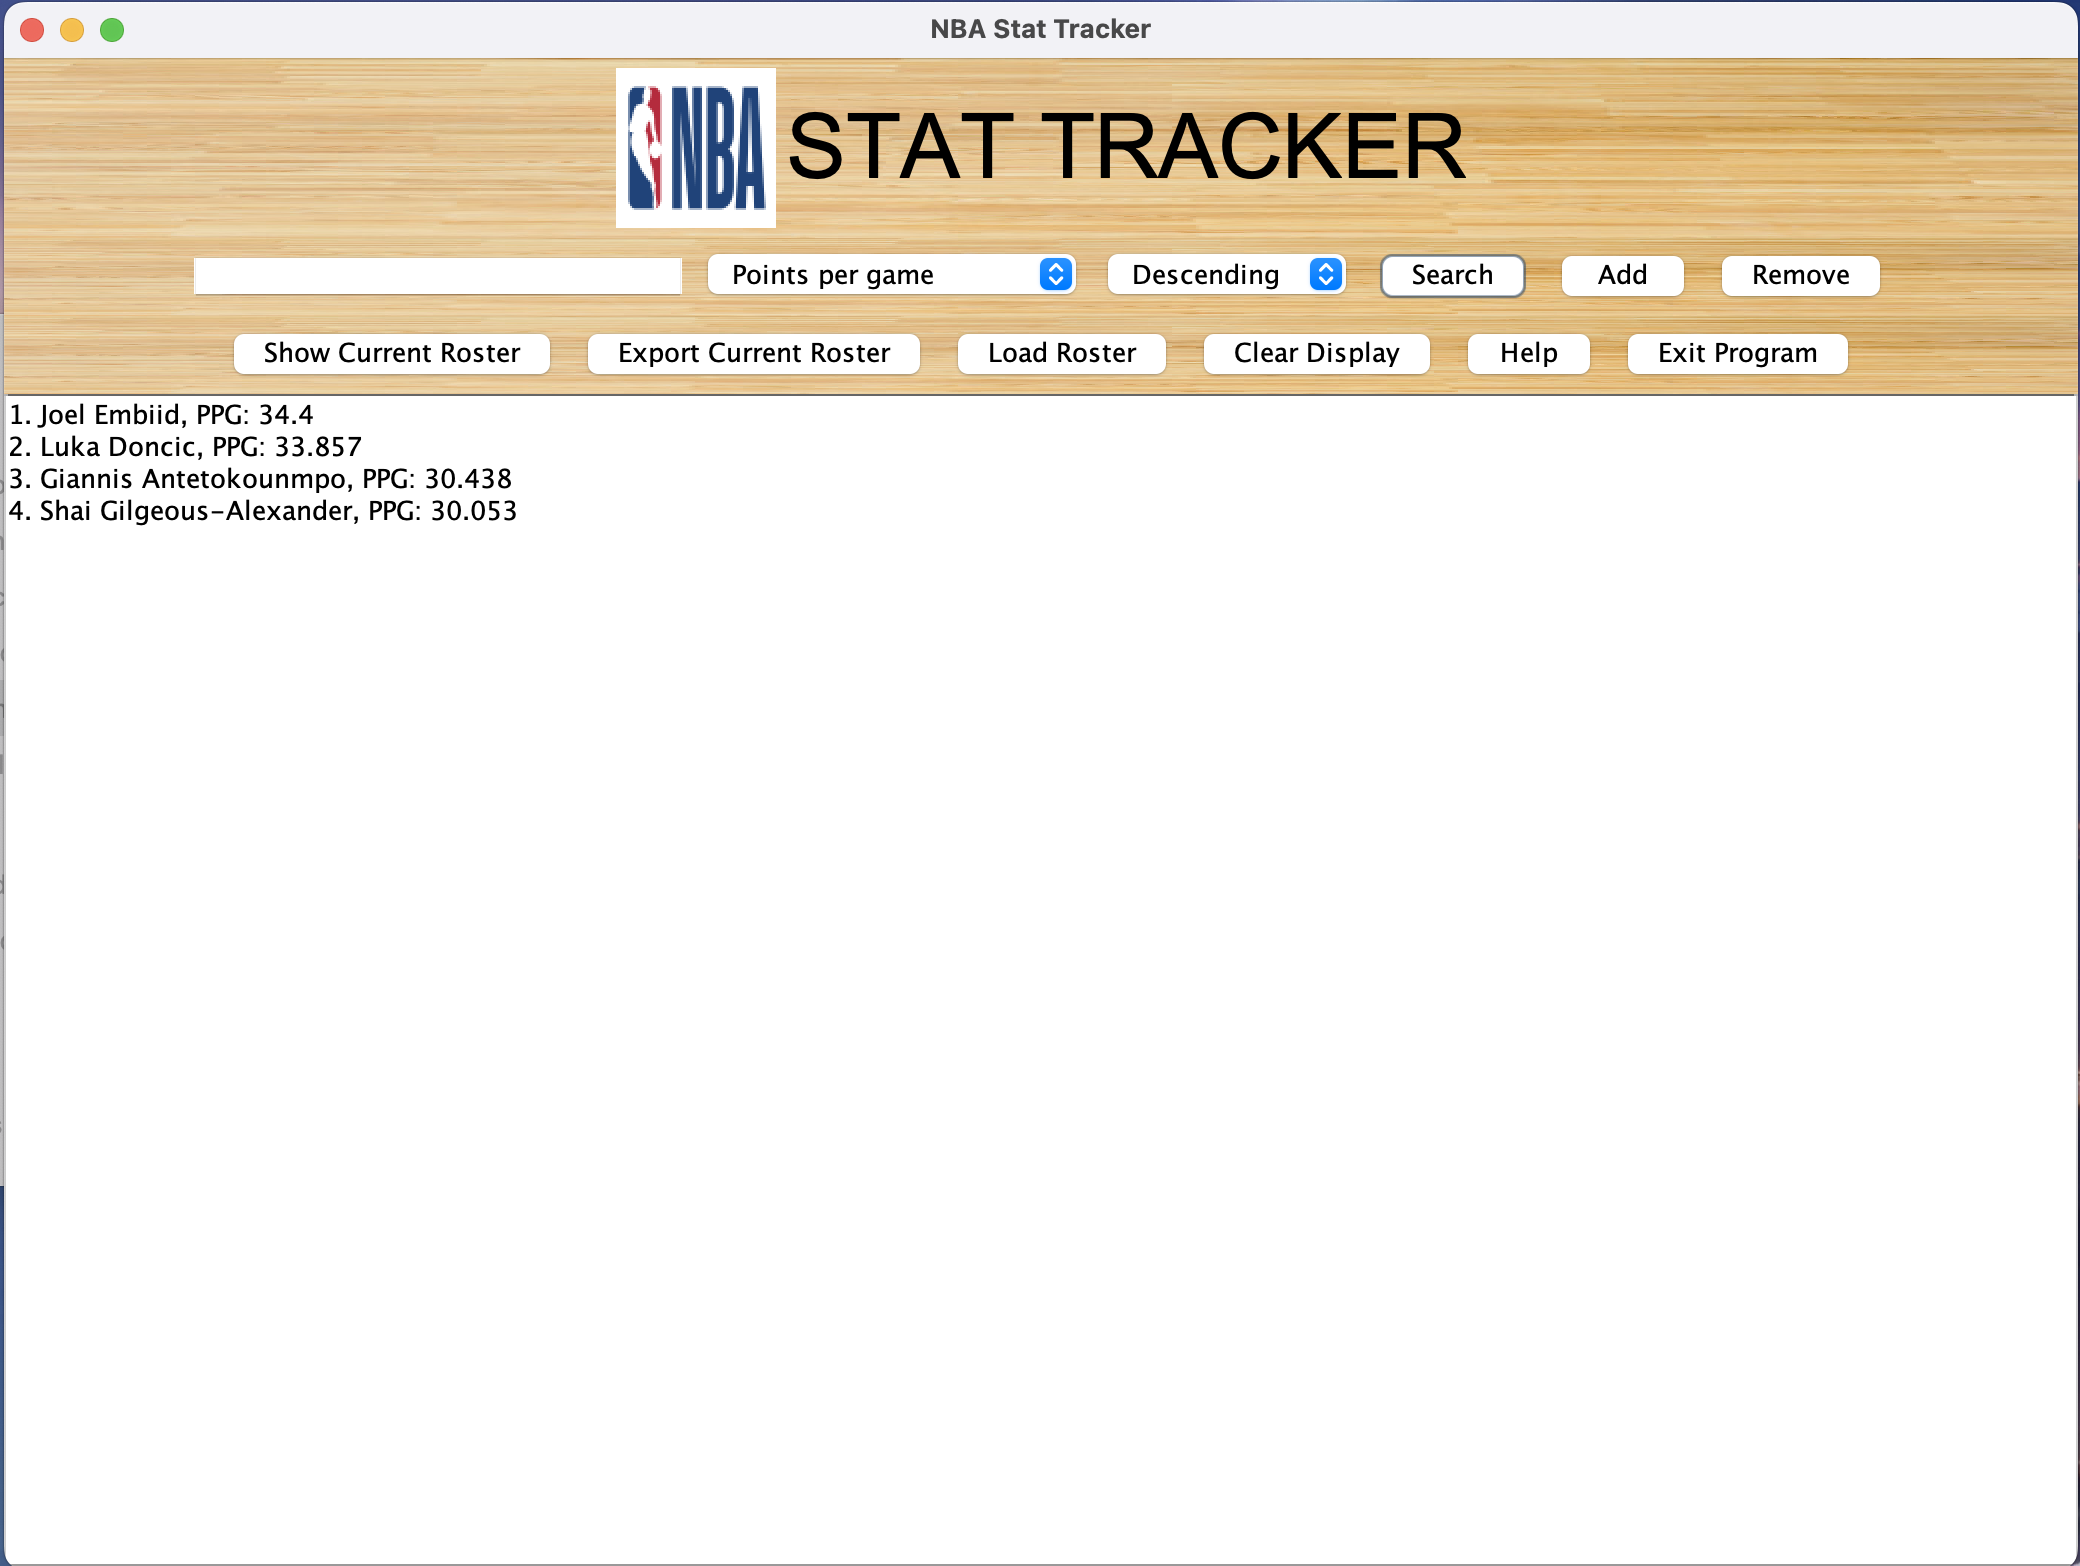 NBA Stat Tracker
NBA STAT TRACKER
Points per game Descending Search Add Remove
Show Current Roster Export Current Roster Load Roster Clear Display Help Exit Program
1. Joel Embiid, PPG: 34.4
2. Luka Doncic, PPG: 33.857
3. Giannis Antetokounmpo, PPG: 30.438
4. Shai Gilgeous-Alexander, PPG: 30.053